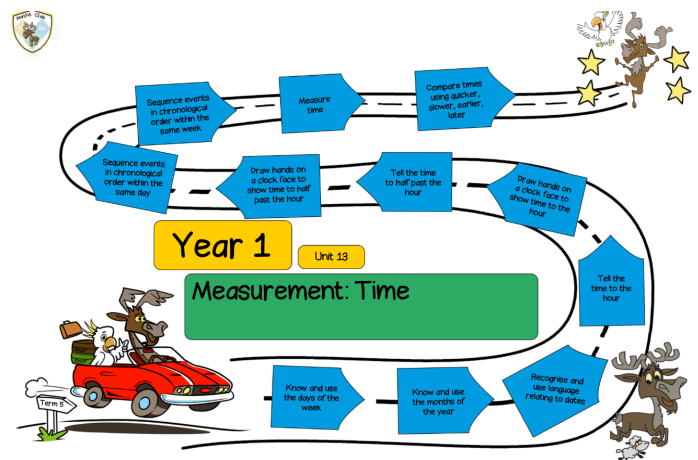 Maths Club
Sequence events
in chronological
order within the
same week
Measure
time
Compare times
using quicker,
slower, earlier,
later
Sequence events
in chronological
order within the
same day
Draw hands on
a clock face to
show time to half
past the hour
Tell the time
to half past the
hour
Draw hands on
a clock face to
show time to the
hour
Year 1
Unit 13
Measurement: Time
Tell the
time to the
hour
Term 5
Know and use
the days of the
week
Know and use
the months of
the year
Recognise and
use language
relating to dates